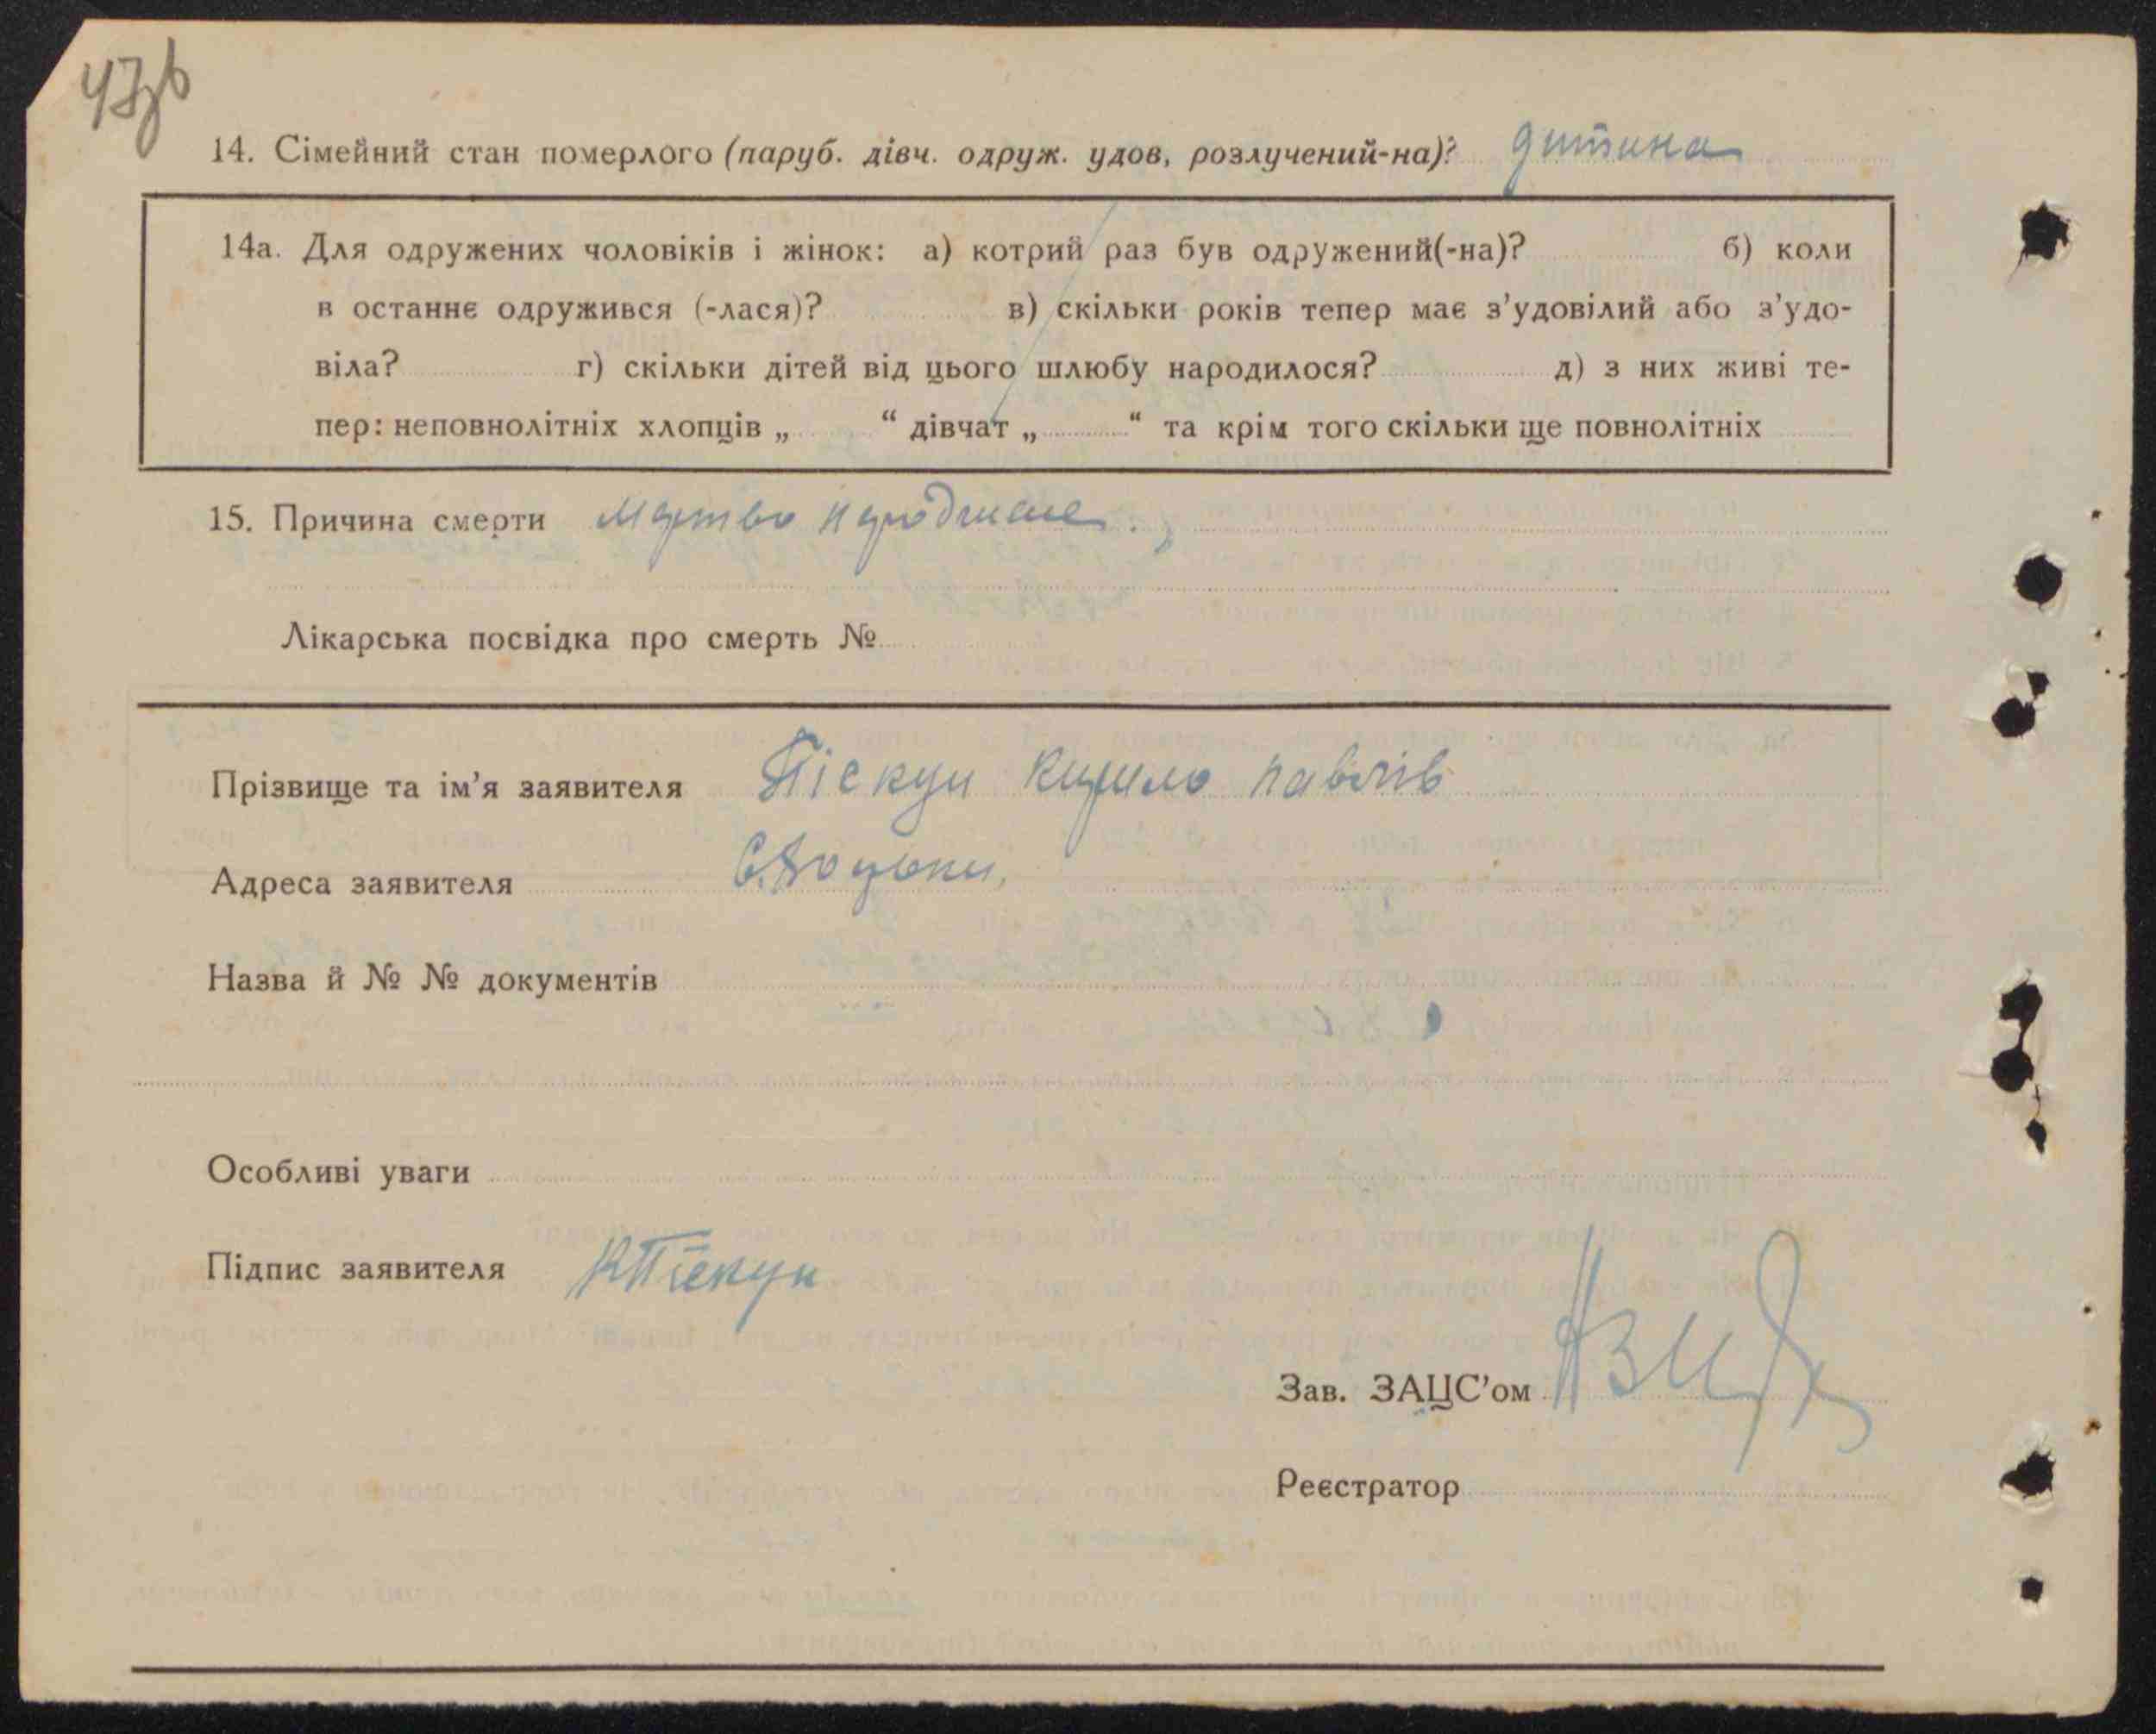 47зв
14. Сімейний стан померлого (паруб. дівч. одруж. удов, розлучений-на)? дитина
14а. Для одружених чоловіків і жінок: а) котрий раз був одружений(-на)? б) коли
в останнє одружився (-лася)? в) скільки років тепер має з'удовілий або з'удо-
віла? г) скільки дітей від цього шлюбу народилося? д) з них живі те-
пер: неповнолітніх хлопців „ “ дівчат „ “ та крім того скільки ще повнолітніх
15. Причина смерти мертво народжене
Лікарська посвідка про смерть №
Прізвище та ім'я заявителя Піскун Кирило павлів
Адреса заявителя
Назва й № № документів
Особливі уваги
Підпис заявителя КПіскун
Зав. ЗАЦС'ом
Реєстратор